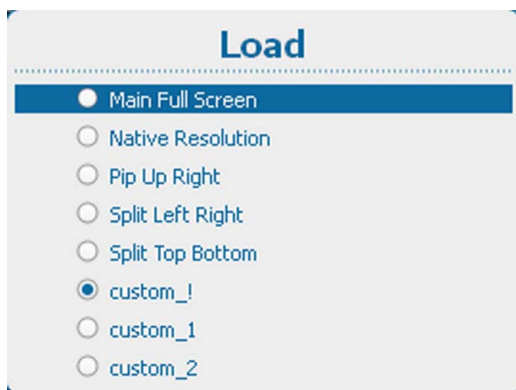 Load
Main Full Screen
Native Resolution
Pip Up Right
Split Left Right
Split Top Bottom
custom_!
custom_1
custom_2